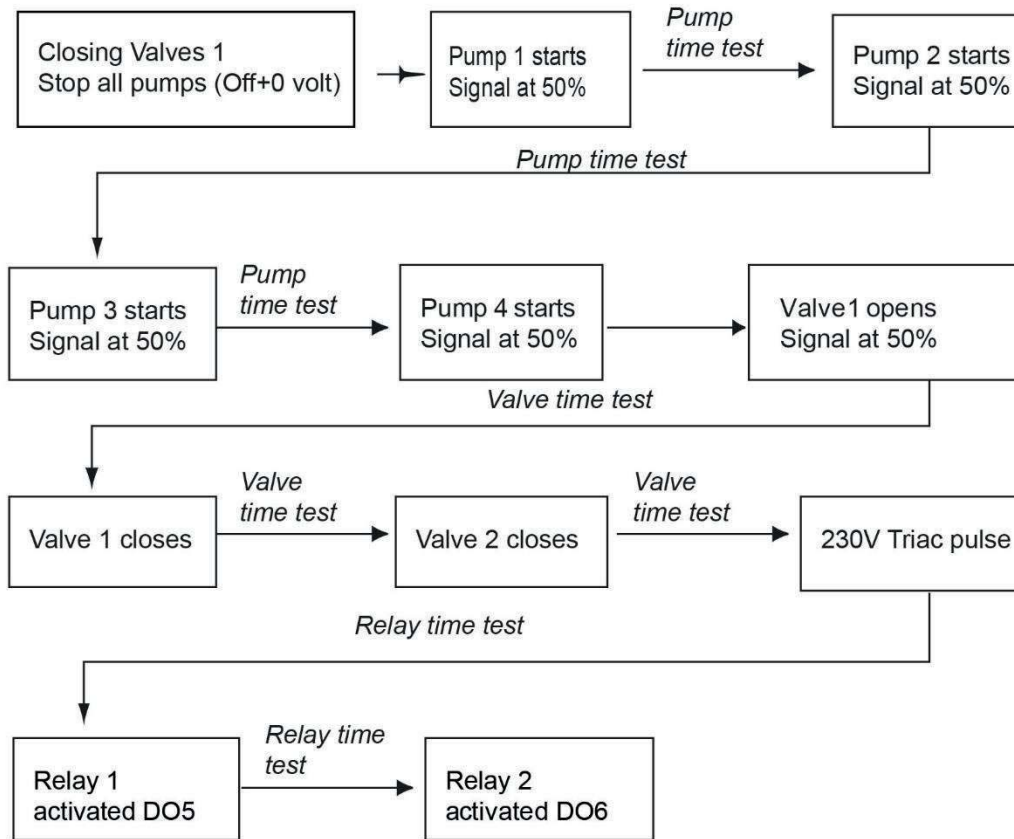 Closing Valves 1
Stop all pumps (Off+0 volt)
Pump 1 starts
Signal at 50%
Pump
time test
Pump 2 starts
Signal at 50%
Pump time test
Pump 3 starts
Signal at 50%
Pump
time test
Pump 4 starts
Signal at 50%
Valve1 opens
Signal at 50%
Valve time test
Valve 1 closes
Valve
time test
Valve 2 closes
Valve
time test
230V Triac pulse
Relay time test
Relay 1
activated DO5
Relay time
test
Relay 2
activated DO6